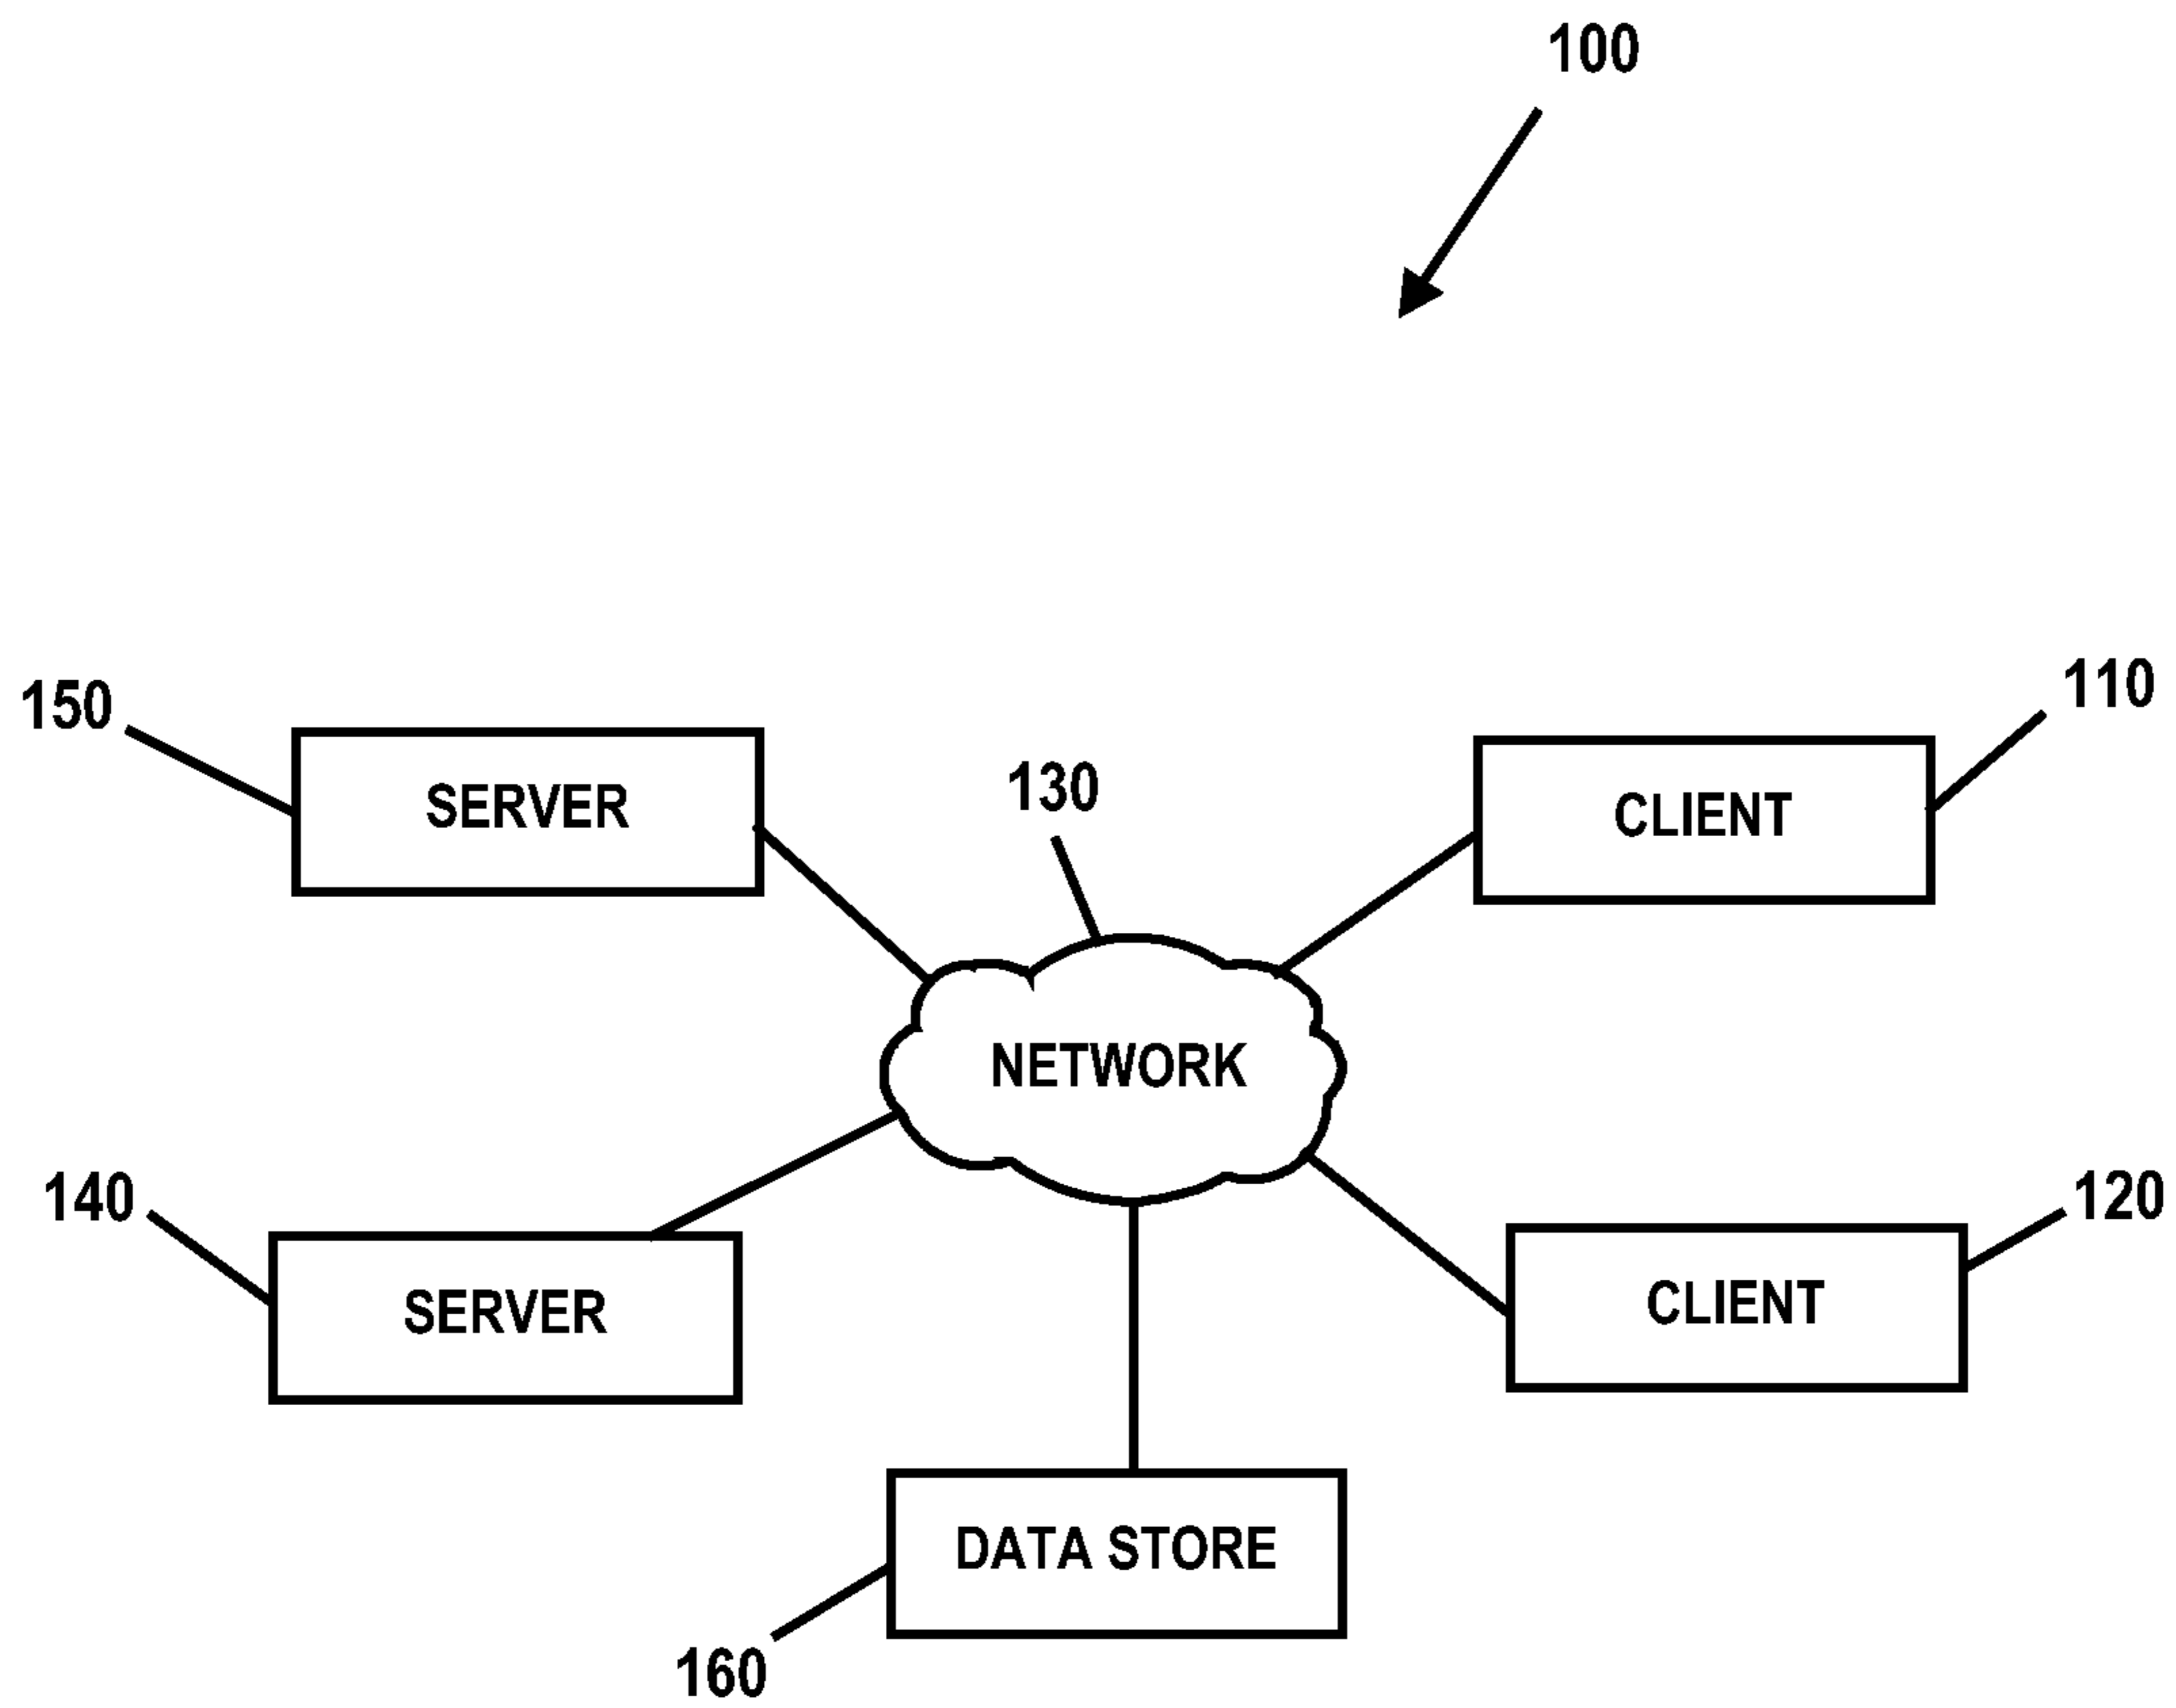 100
150
110
SERVER
130
CLIENT
NETWORK
140
120
SERVER
CLIENT
DATA STORE
160